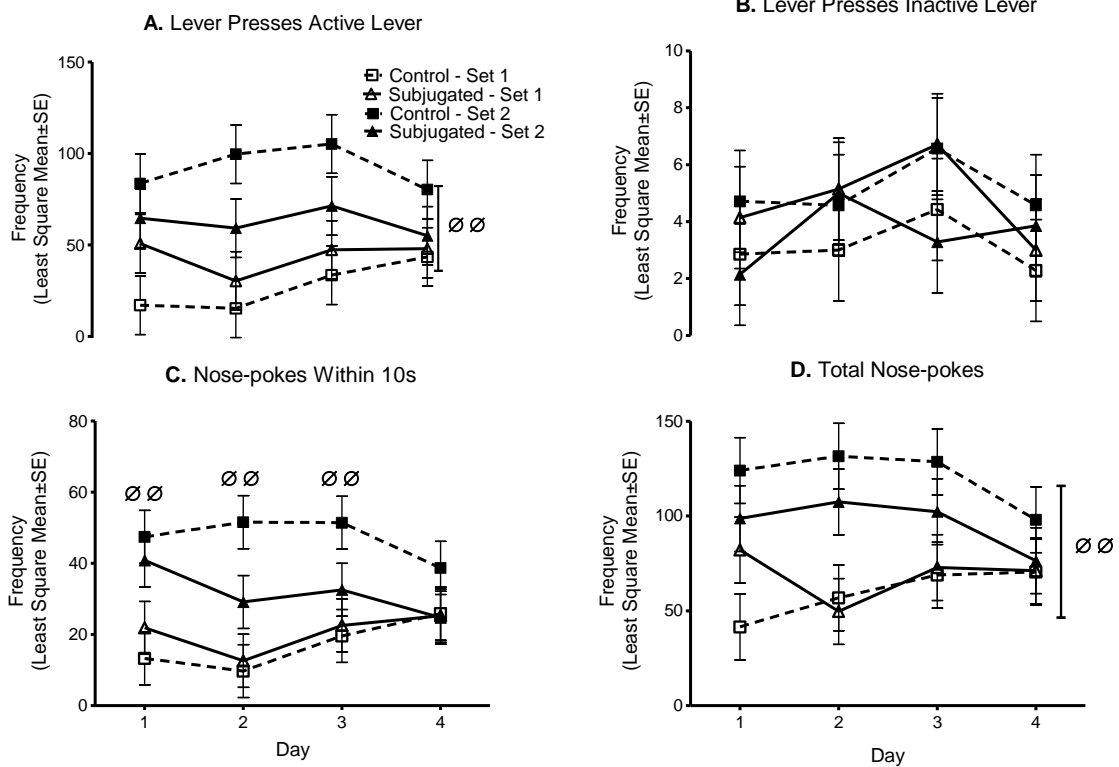 A. Lever Presses Active Lever
150
100
50
0
Frequency
(Least Square Mean±SE)
Control - Set 1
Subjugated - Set 1
Control - Set 2
Subjugated - Set 2
Ø Ø
B. Lever Presses Inactive Lever
10
8
6
4
2
0
Frequency
(Least Square Mean±SE)
C. Nose-pokes Within 10s
80
60
40
20
0
Frequency
(Least Square Mean±SE)
Ø Ø
Ø Ø
Ø Ø
1 2 3 4
Day
D. Total Nose-pokes
150
100
50
0
Frequency
(Least Square Mean±SE)
Ø Ø
1 2 3 4
Day